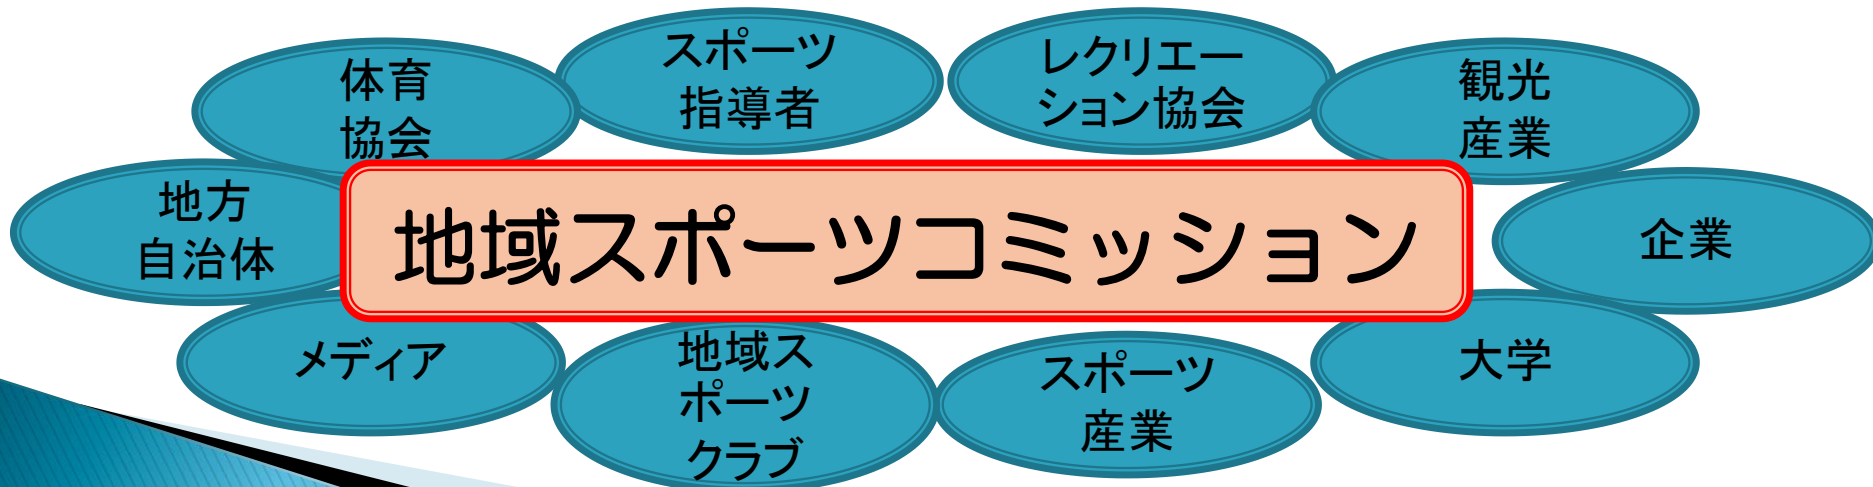 体育
協会
スポーツ
指導者
レクリエー
ション協会
観光
産業
地方
自治体
地域スポーツコミッション
企業
メディア
地域ス
ポーツ
クラブ
スポーツ
産業
大学